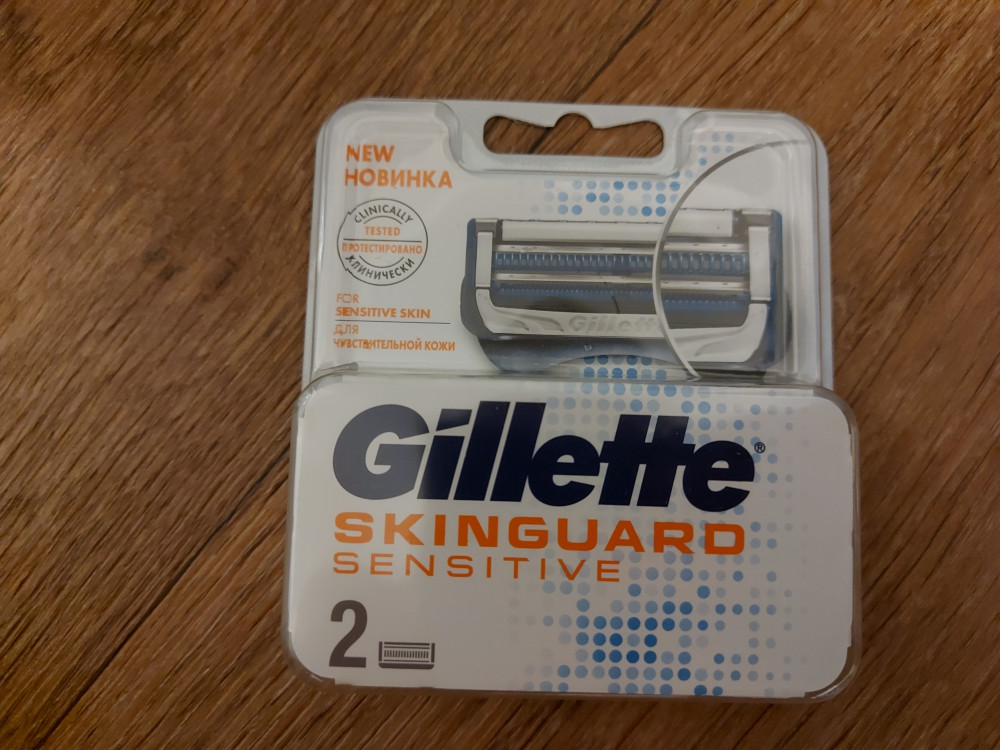 NEW
НОВИНКА
CLINICALLY
TESTED
ПРОТЕСТИРОВАНО
КЛИНИЧЕСКИ
FOR
SENSITIVE SKIN
ДЛЯ
ЧУВСТВИТЕЛЬНОЙ КОЖИ
Gillette
Gillette®
SKINGUARD
SENSITIVE
2